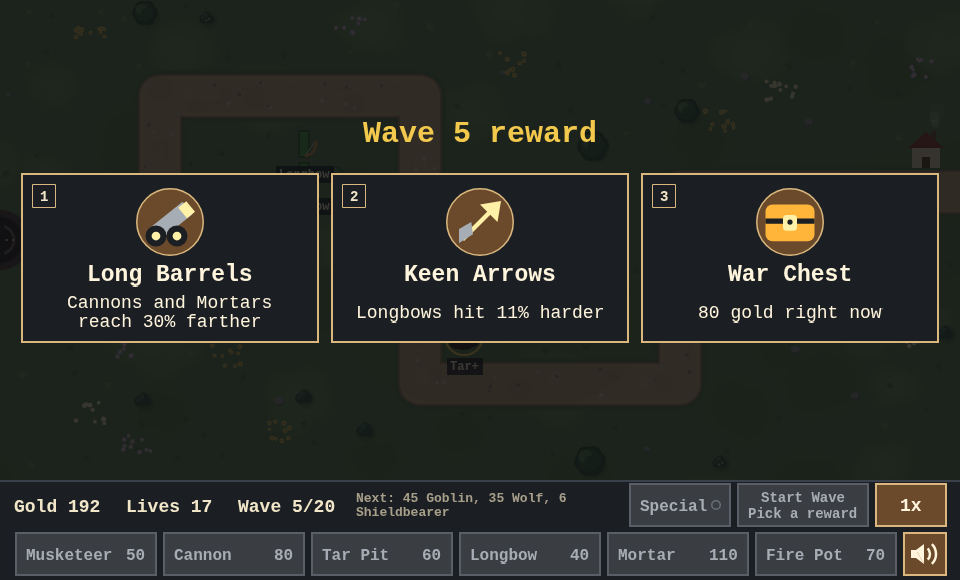 Wave 5 reward
1
Long Barrels
Cannons and Mortars
reach 30% farther
2
Keen Arrows
Longbows hit 11% harder
3
War Chest
80 gold right now
Tar+
Gold 192
Lives 17
Wave 5/20
Next: 45 Goblin, 35 Wolf, 6
Shieldbearer
Special
Start Wave
Pick a reward
1x
Musketeer 50
Cannon 80
Tar Pit 60
Longbow 40
Mortar 110
Fire Pot 70